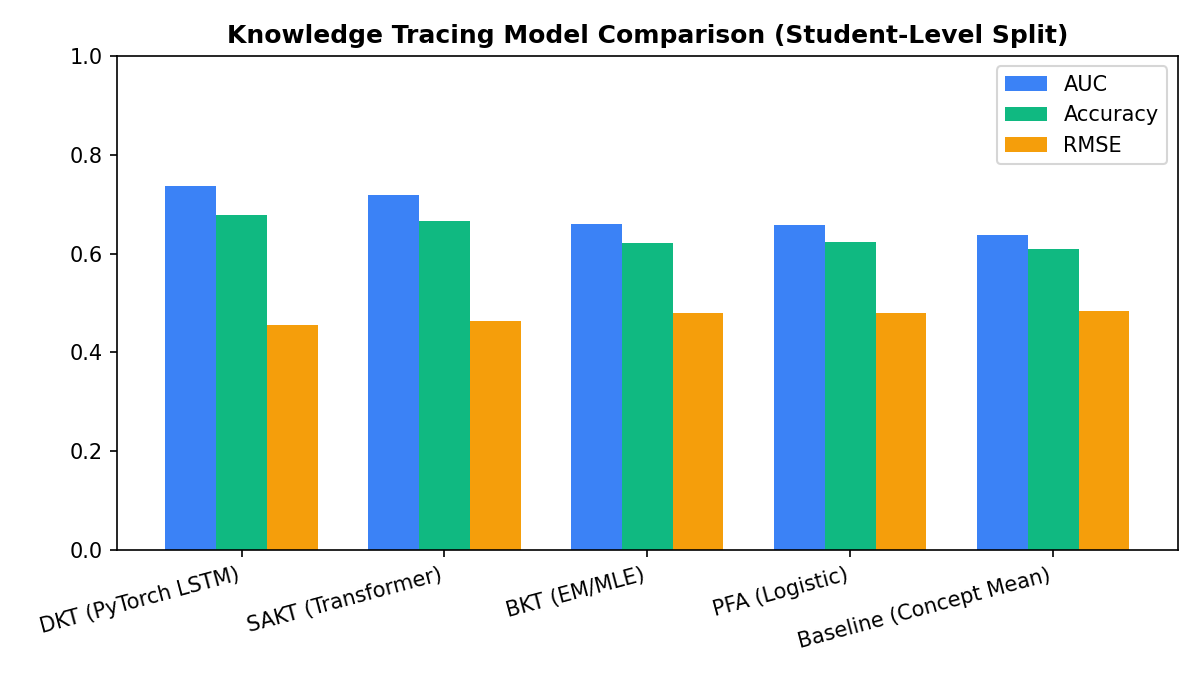 Knowledge Tracing Model Comparison (Student-Level Split)
1.0
0.8
0.6
0.4
0.2
0.0
AUC
Accuracy
RMSE
DKT (PyTorch LSTM)
SAKT (Transformer)
BKT (EM/MLE)
PFA (Logistic)
Baseline (Concept Mean)